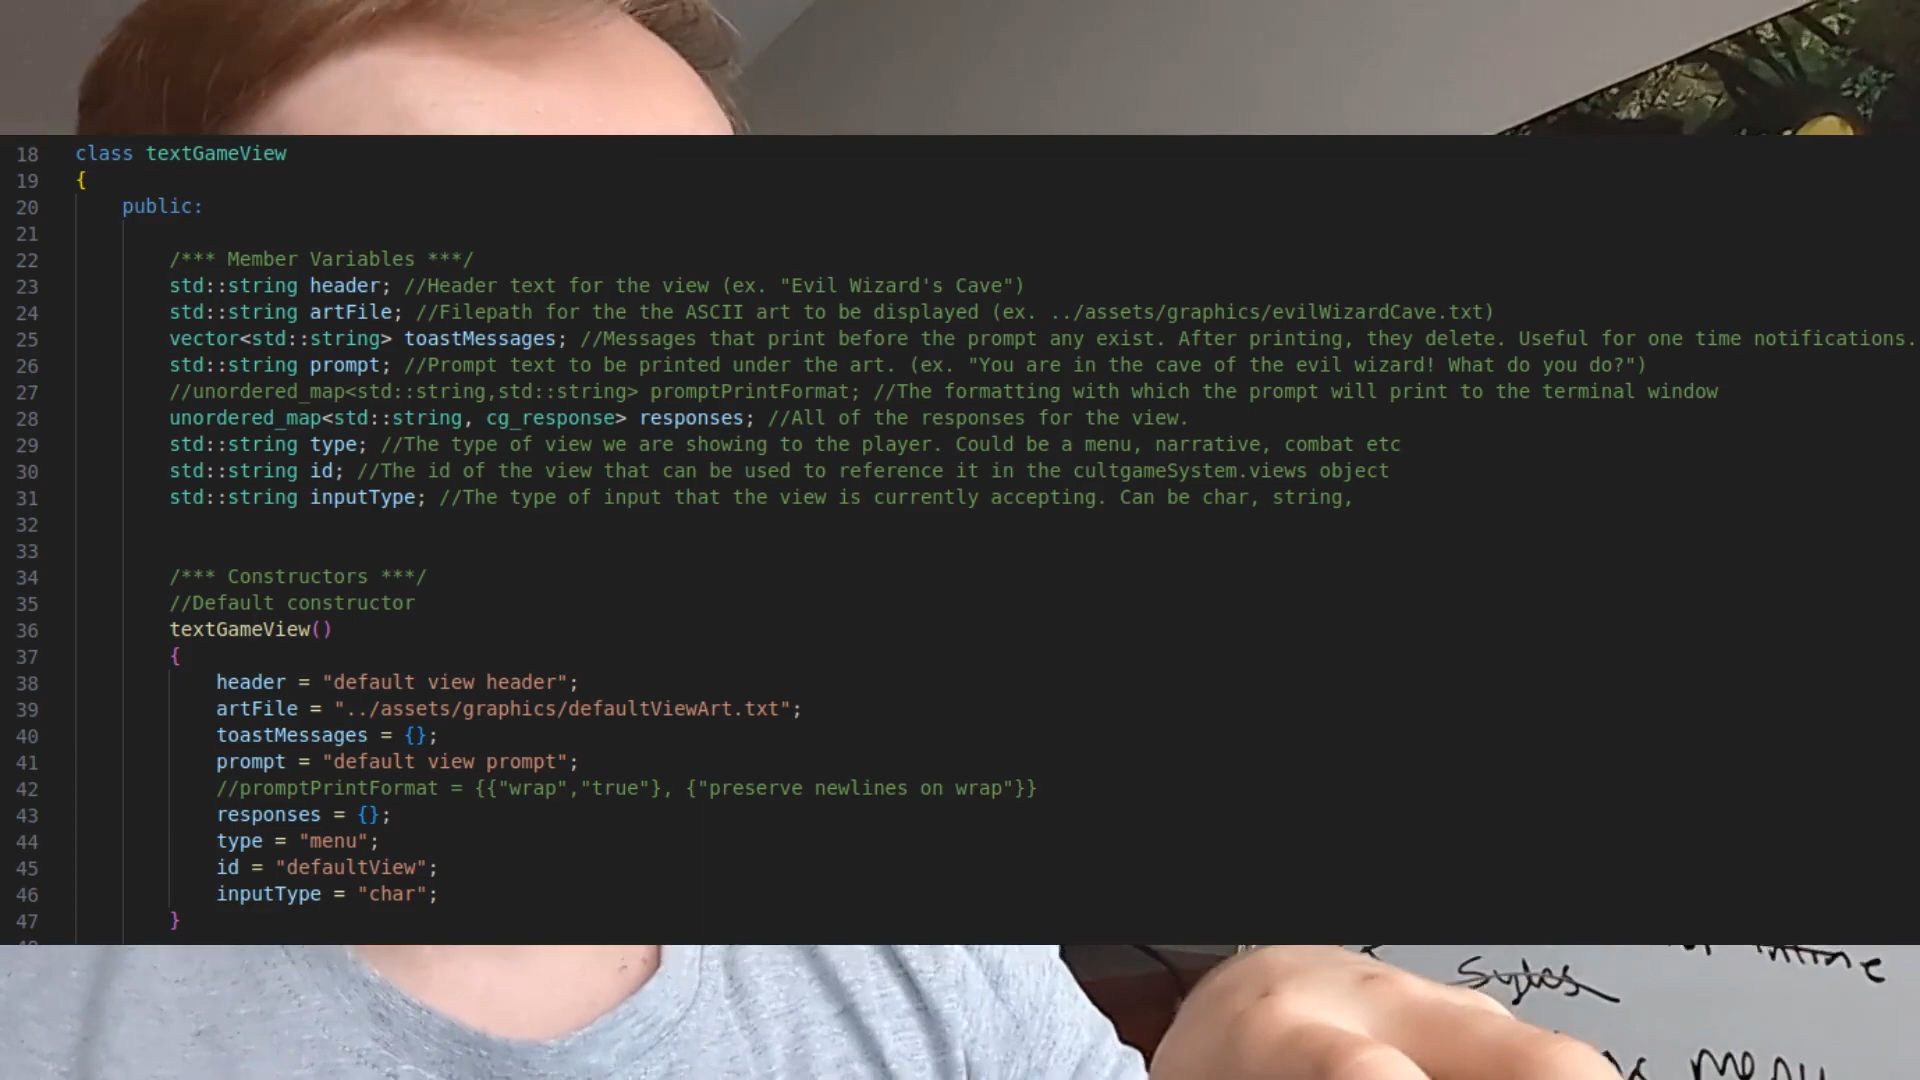 18 class textGameView
19 {
20 public:
21
22 /*** Member Variables ***/
23 std::string header; //Header text for the view (ex. "Evil Wizard's Cave")
24 std::string artFile; //Filepath for the the ASCII art to be displayed (ex. ../assets/graphics/evilWizardCave.txt)
25 vector<std::string> toastMessages; //Messages that print before the prompt any exist. After printing, they delete. Useful for one time notifications.
26 std::string prompt; //Prompt text to be printed under the art. (ex. "You are in the cave of the evil wizard! What do you do?")
27 //unordered_map<std::string,std::string> promptPrintFormat; //The formatting with which the prompt will print to the terminal window
28 unordered_map<std::string, cg_response> responses; //All of the responses for the view.
29 std::string type; //The type of view we are showing to the player. Could be a menu, narrative, combat etc
30 std::string id; //The id of the view that can be used to reference it in the cultgameSystem.views object
31 std::string inputType; //The type of input that the view is currently accepting. Can be char, string,
32
33
34 /*** Constructors ***/
35 //Default constructor
36 textGameView()
37 {
38 header = "default view header";
39 artFile = "../assets/graphics/defaultViewArt.txt";
40 toastMessages = {};
41 prompt = "default view prompt";
42 //promptPrintFormat = {{"wrap","true"}, {"preserve newlines on wrap"}}
43 responses = {};
44 type = "menu";
45 id = "defaultView";
46 inputType = "char";
47 }
menu